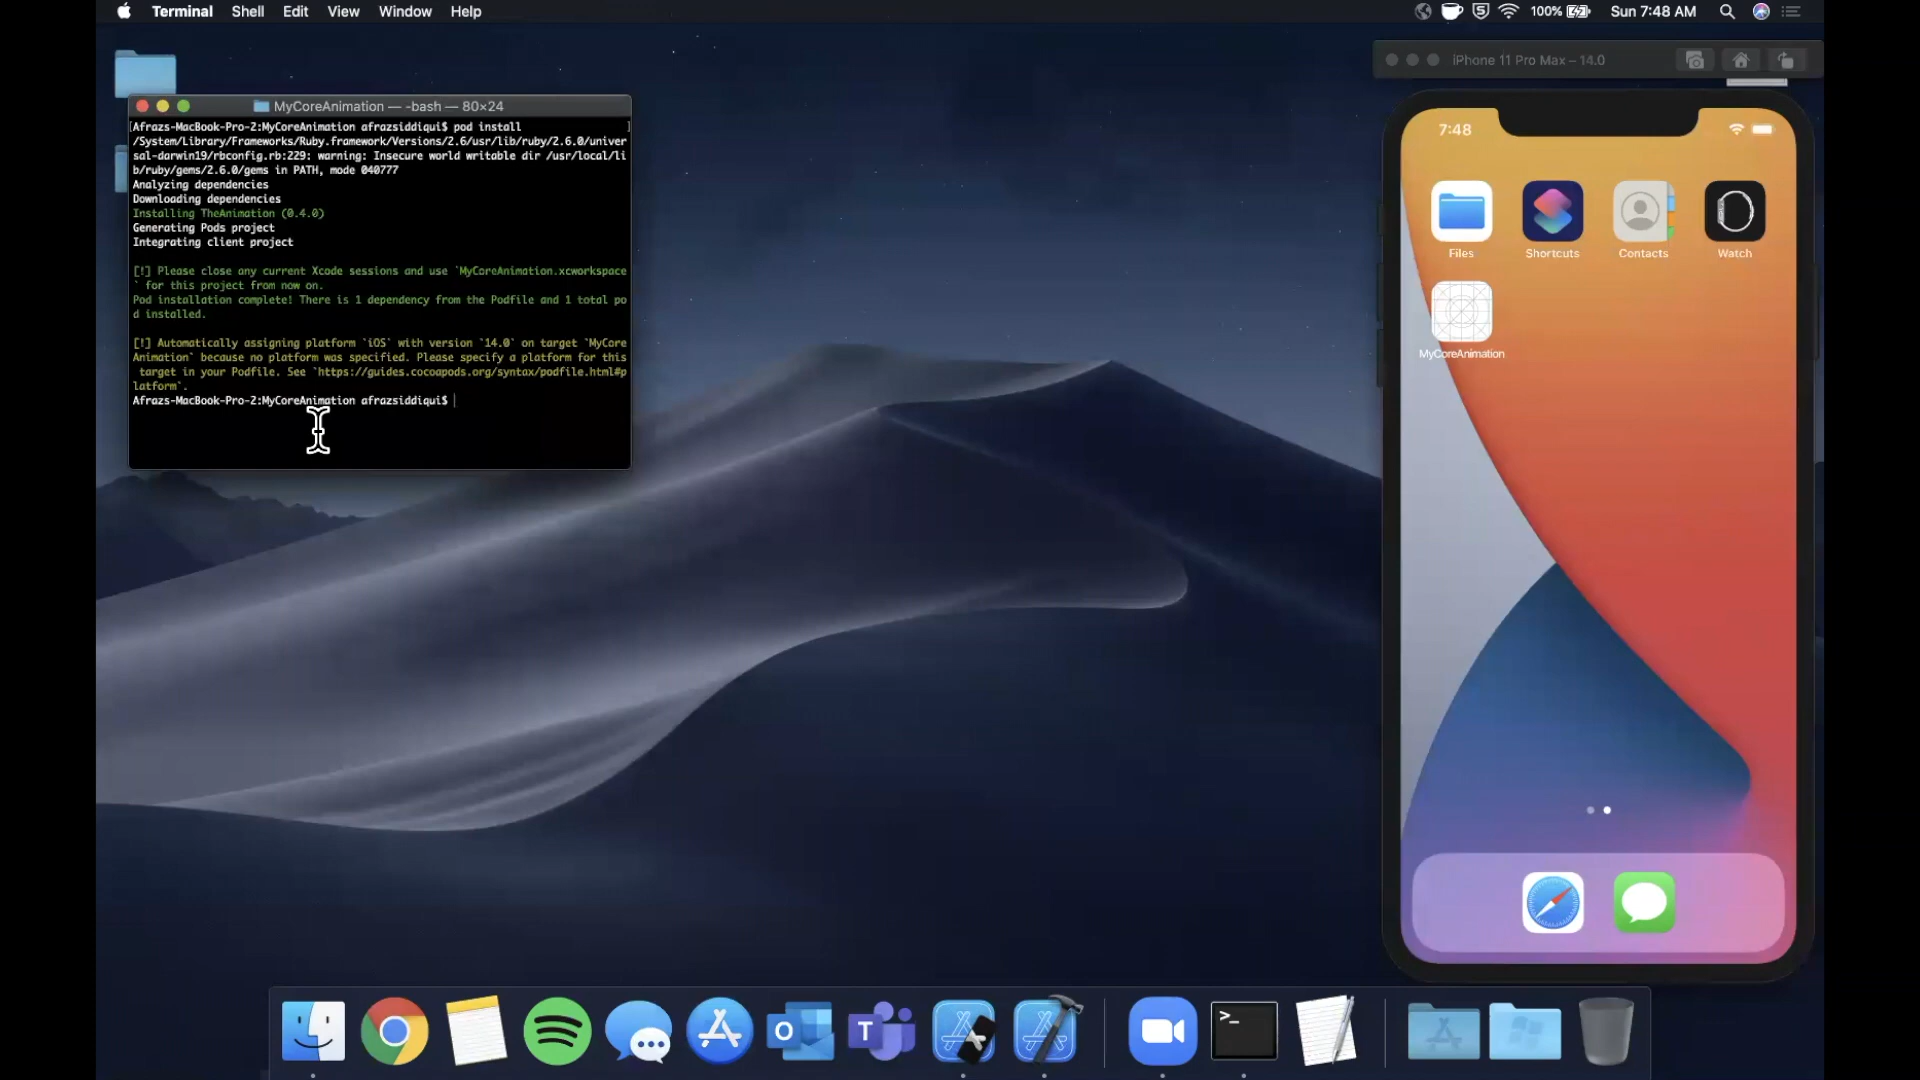 Terminal Shell Edit View Window Help 100% Sun 7:48 AM
iPhone 11 Pro Max – 14.0
MyCoreAnimation — -bash — 80×24
[Afrazs-MacBook-Pro-2:MyCoreAnimation afrazsiddiqui$ pod install ]
/System/Library/Frameworks/Ruby.framework/Versions/2.6/usr/lib/ruby/2.6.0/univer
sal-darwin19/rbconfig.rb:229: warning: Insecure world writable dir /usr/local/li
b/ruby/gems/2.6.0/gems in PATH, mode 040777
Analyzing dependencies
Downloading dependencies
Installing TheAnimation (0.4.0)
Generating Pods project
Integrating client project
[!] Please close any current Xcode sessions and use `MyCoreAnimation.xcworkspace
` for this project from now on.
Pod installation complete! There is 1 dependency from the Podfile and 1 total po
d installed.
[!] Automatically assigning platform `iOS` with version `14.0` on target `MyCore
Animation` because no platform was specified. Please specify a platform for this
target in your Podfile. See `https://guides.cocoapods.org/syntax/podfile.html#p
latform`.
Afrazs-MacBook-Pro-2:MyCoreAnimation afrazsiddiqui$
7:48
Files Shortcuts Contacts Watch
MyCoreAnimation